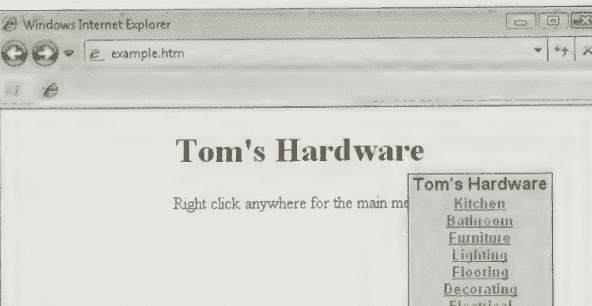 Windows Internet Explorer
example.htm
Tom's Hardware
Right click anywhere for the main me
Tom's Hardware
Kitchen
Bathroom
Furniture
Lighting
Flooring
Decorating
Electrical